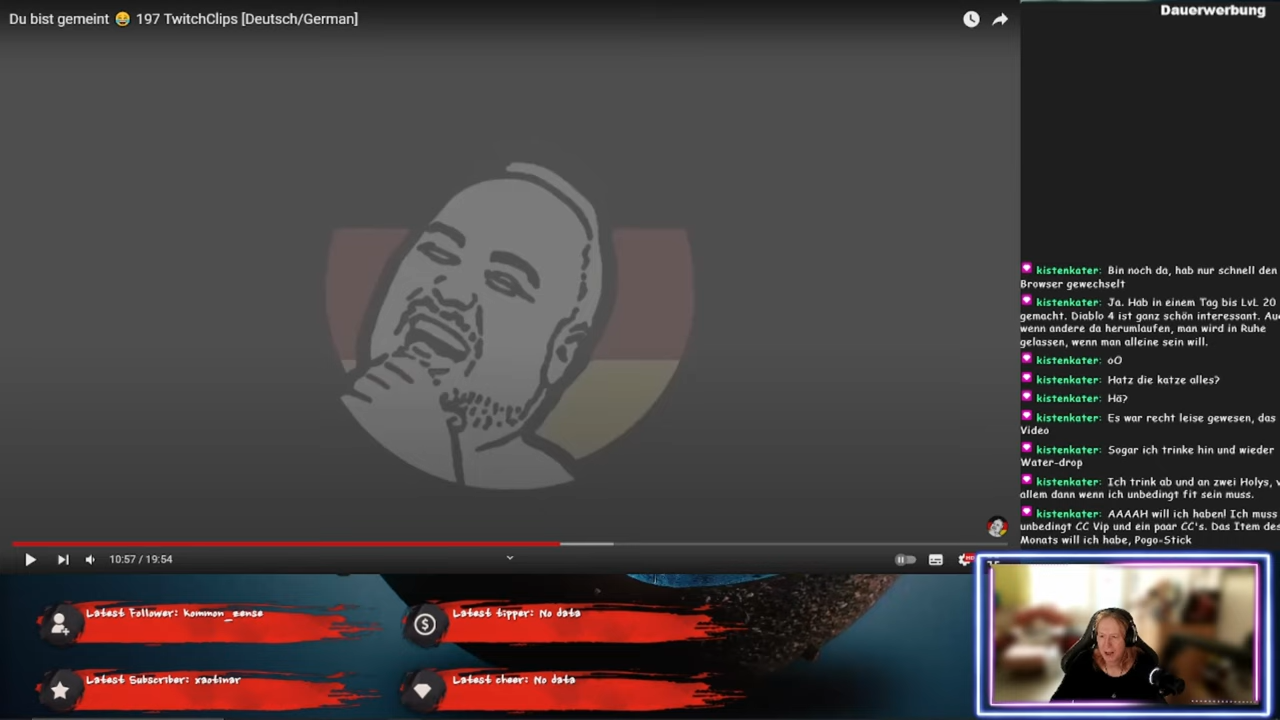 Du bist gemeint 😂 197 TwitchClips [Deutsch/German]
Dauerwerbung
kistenkater: Bin noch da, hab nur schnell den
Browser gewechselt
kistenkater: Ja. Hab in einem Tag bis LvL 20
gemacht. Diablo 4 ist ganz schön interessant. Au
wenn andere da herumlaufen, man wird in Ruhe
gelassen, wenn man alleine sein will.
kistenkater: oO
kistenkater: Hatz die katze alles?
kistenkater: Hä?
kistenkater: Es war recht leise gewesen, das
Video
kistenkater: Sogar ich trinke hin und wieder
Water-drop
kistenkater: Ich trink ab und an zwei Holys, v
allem dann wenn ich unbedingt fit sein muss.
kistenkater: AAAAH will ich haben! Ich muss
unbedingt CC Vip und ein paar CC's. Das Item des
Monats will ich habe, Pogo-Stick
10:57 / 19:54
Latest Follower: Kommon_zense
Latest tipper: No data
Latest Subscriber: xaotinar
Latest cheer: No data